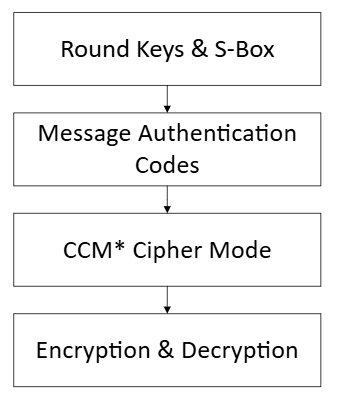 Round Keys & S-Box
Message Authentication
Codes
CCM* Cipher Mode
Encryption & Decryption